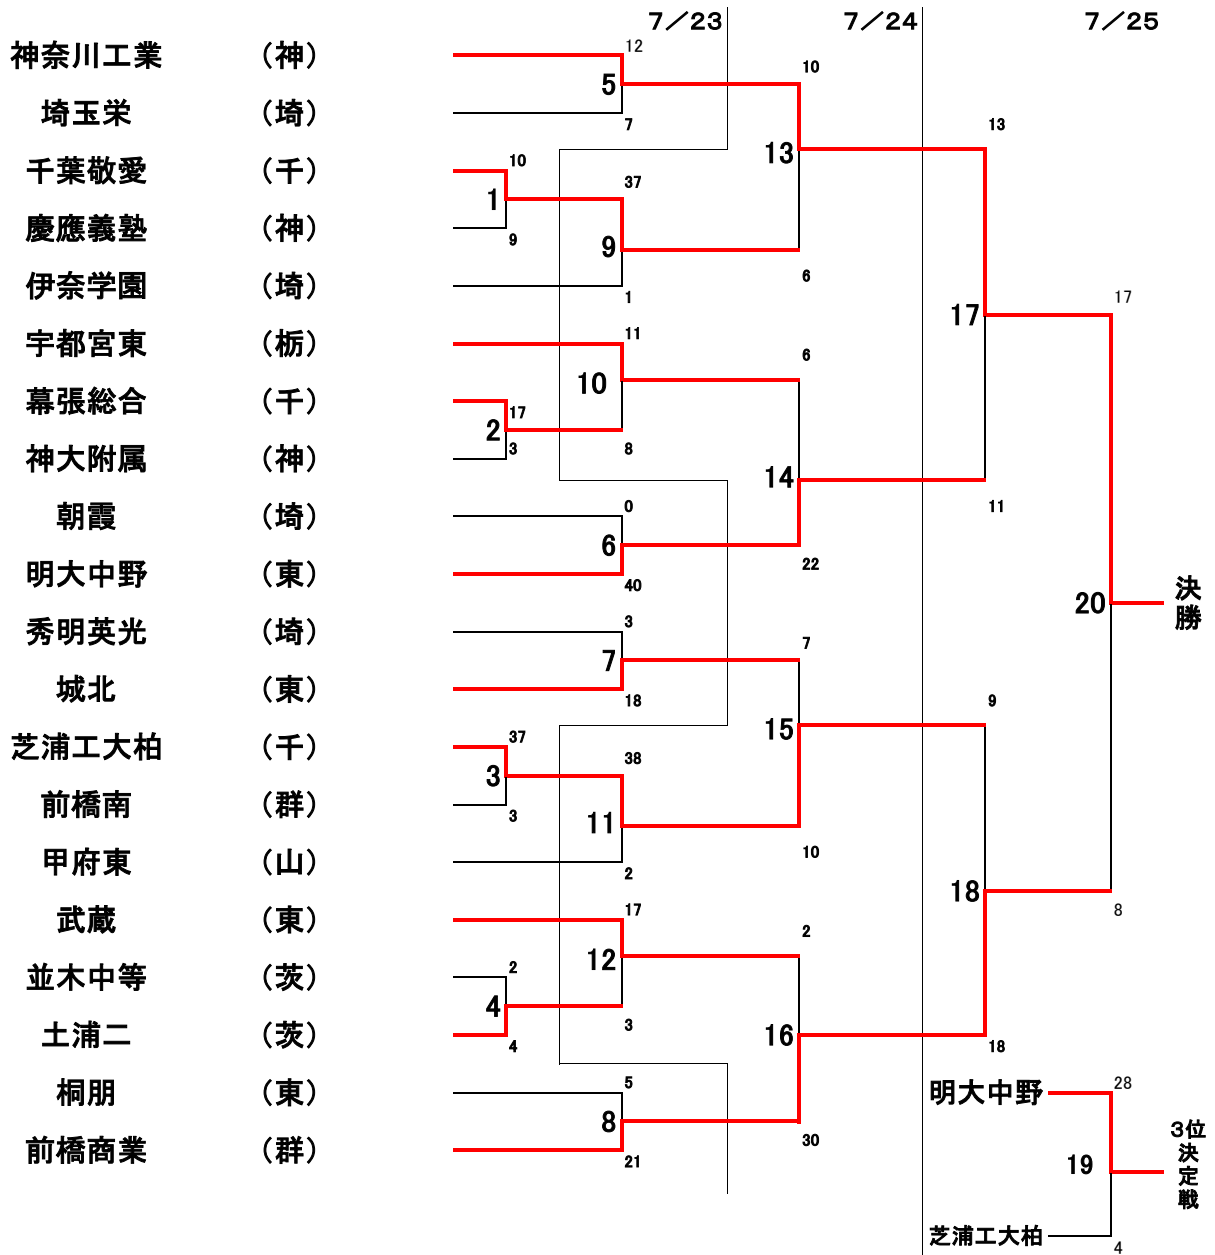 7／23 7／24 7／25
神奈川工業 （神）
埼玉栄 （埼）
千葉敬愛 （千）
慶應義塾 （神）
伊奈学園 （埼）
宇都宮東 （栃）
幕張総合 （千）
神大附属 （神）
朝霞 （埼）
明大中野 （東）
秀明英光 （埼）
城北 （東）
芝浦工大柏 （千）
前橋南 （群）
甲府東 （山）
武蔵 （東）
並木中等 （茨）
土浦二 （茨）
桐朋 （東）
前橋商業 （群）
10
1
9
17
2
3
37
3
3
2
4
4
12
5
7
37
9
1
11
10
8
0
6
40
3
7
18
38
11
2
17
12
3
5
8
21
10
13
6
6
14
22
7
15
10
2
16
30
13
17
11
9
18
18
17
20
8
決勝
明大中野
28
19
芝浦工大柏
4
3位決定戦